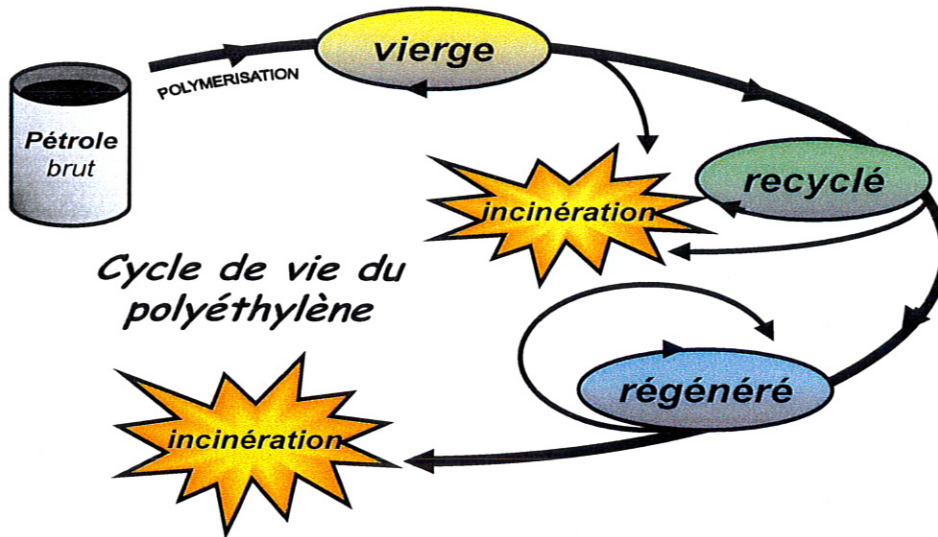 vierge
POLYMERISATION
Pétrole
brut
recyclé
incinération
Cycle de vie du
polyéthylène
régénéré
incinération